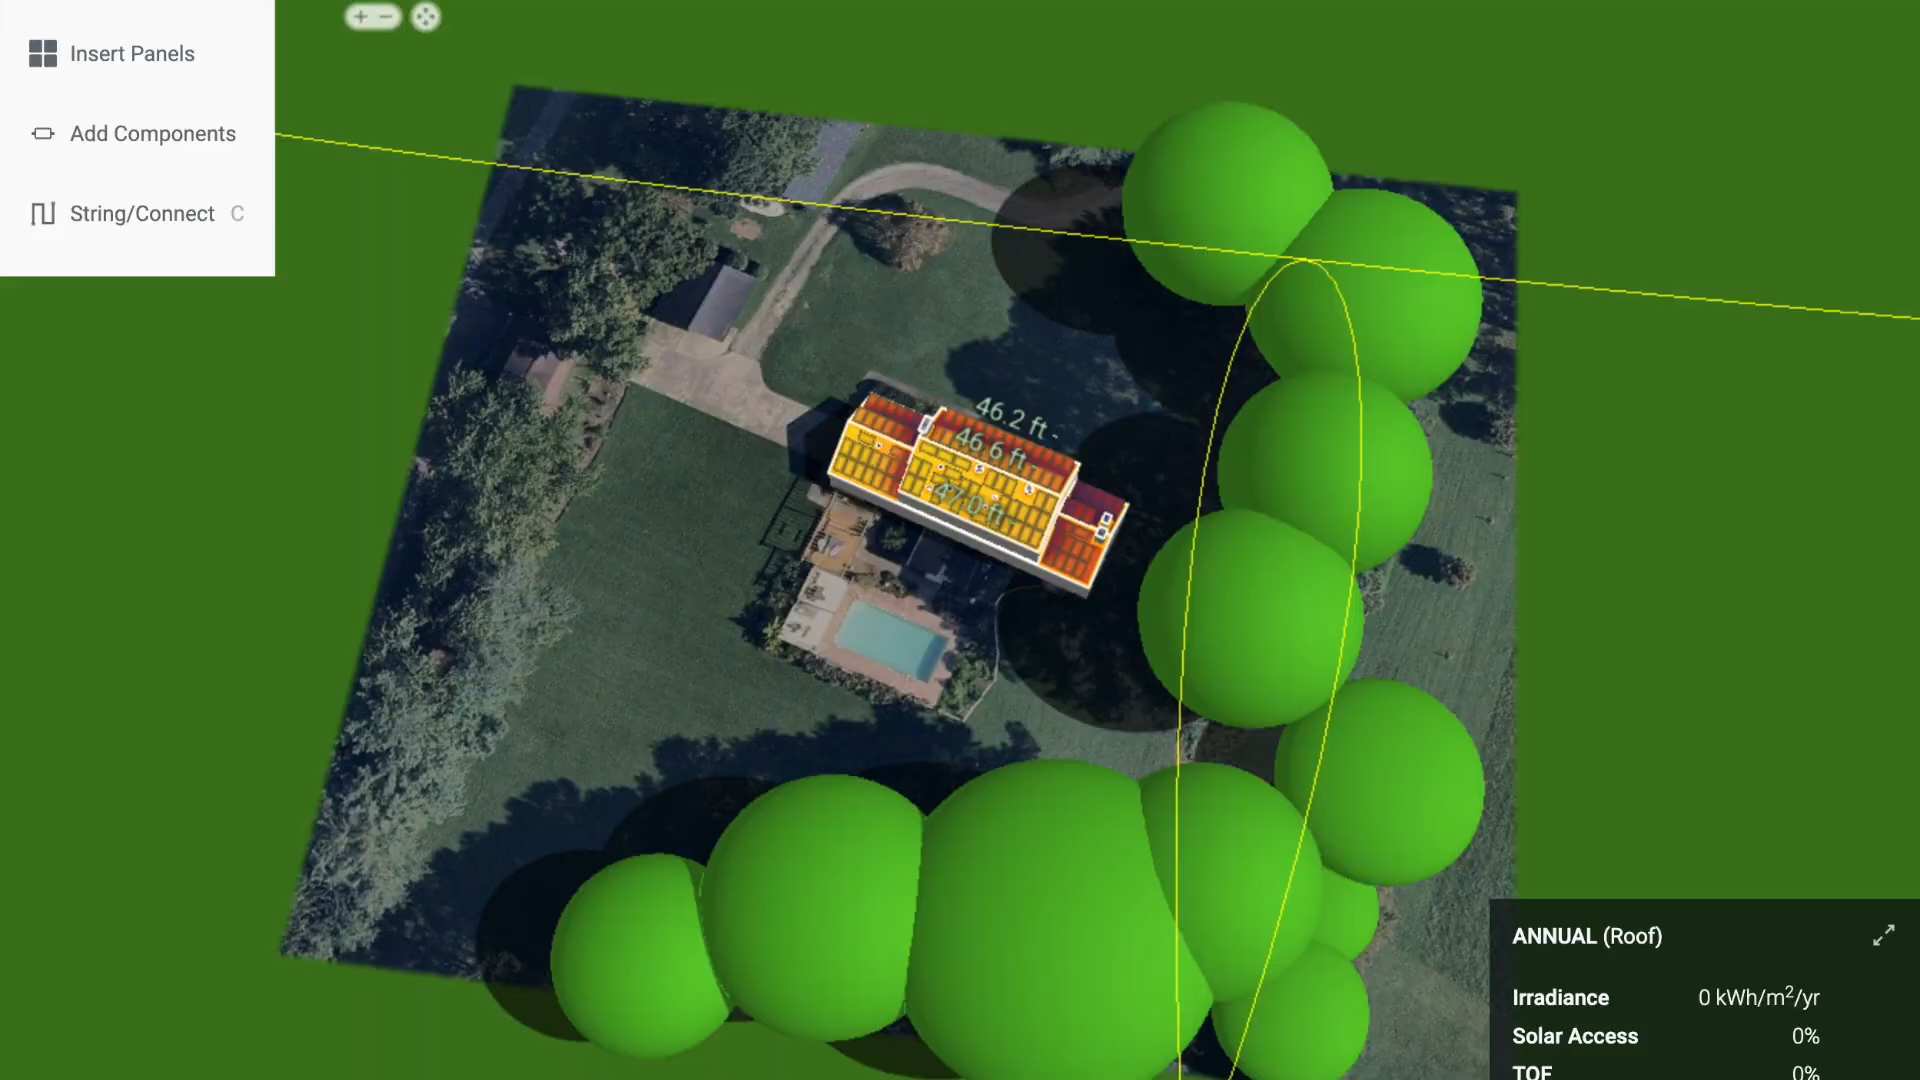 Insert Panels
Add Components
String/Connect C
46.2 ft -
46.6 ft -
47.0 ft -
ANNUAL (Roof)
Irradiance 0 kWh/m²/yr
Solar Access 0%
TOF 0%